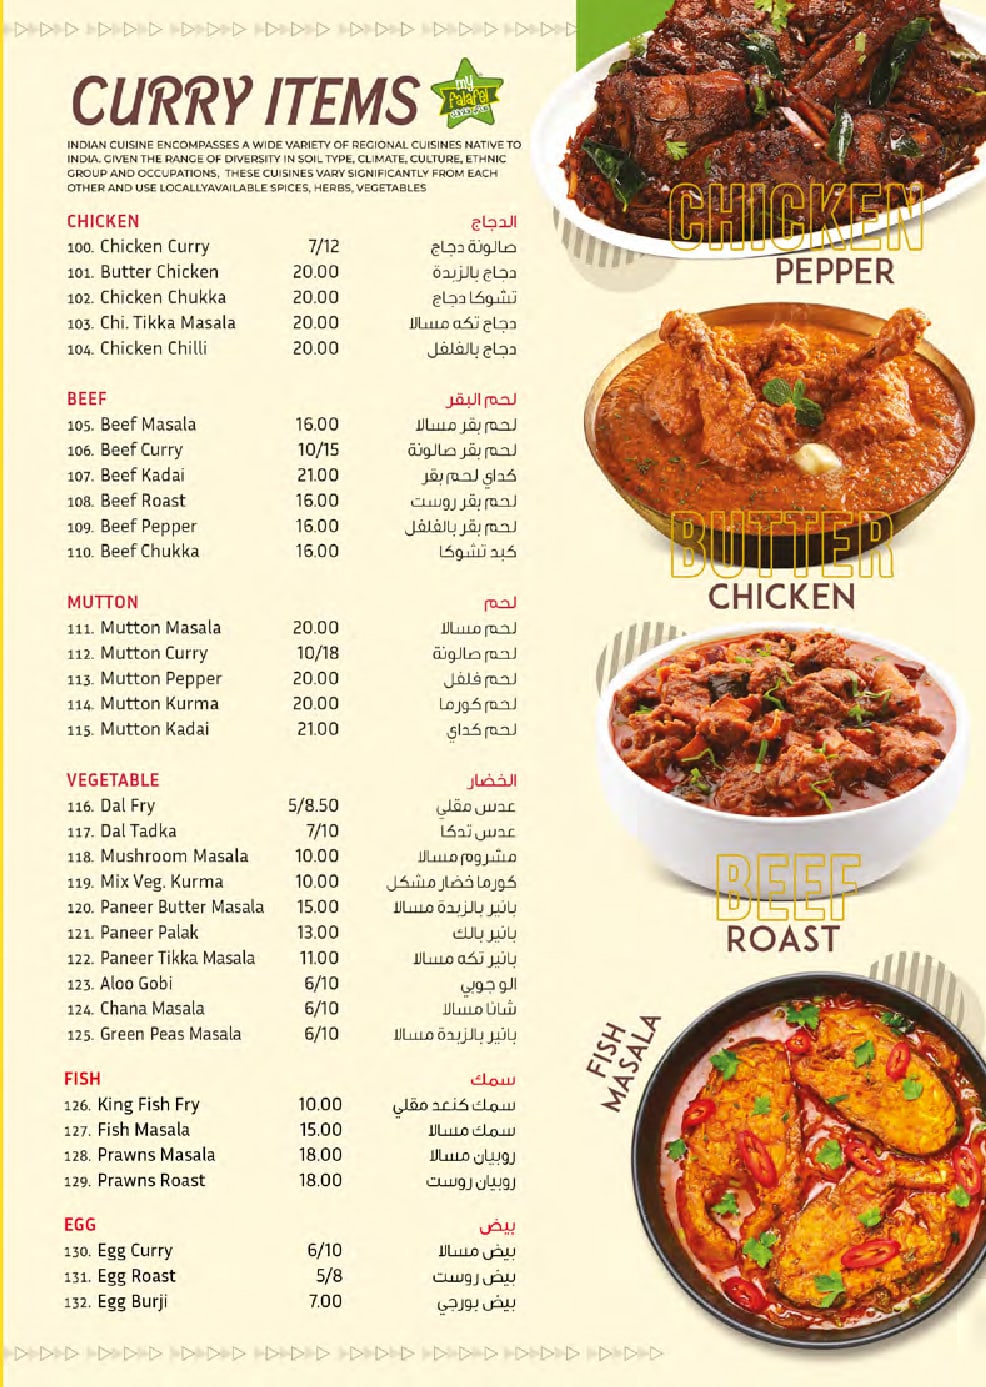 CURRY ITEMS
my
falafel
INDIAN CUISINE ENCOMPASSES A WIDE VARIETY OF REGIONAL CUISINES NATIVE TO
INDIA. GIVEN THE RANGE OF DIVERSITY IN SOIL TYPE, CLIMATE, CULTURE, ETHNIC
GROUP AND OCCUPATIONS, THESE CUISINES VARY SIGNIFICANTLY FROM EACH
OTHER AND USE LOCALLYAVAILABLE SPICES, HERBS, VEGETABLES
CHICKEN الدجاج
100. Chicken Curry 7/12 صالونة دجاج
101. Butter Chicken 20.00 دجاج بالزبدة
102. Chicken Chukka 20.00 تشوكا دجاج
103. Chi. Tikka Masala 20.00 دجاج تكه مسالا
104. Chicken Chilli 20.00 دجاج بالفلفل
BEEF لحم البقر
105. Beef Masala 16.00 لحم بقر مسالا
106. Beef Curry 10/15 لحم بقر صالونة
107. Beef Kadai 21.00 كداي لحم بقر
108. Beef Roast 16.00 لحم بقر روست
109. Beef Pepper 16.00 لحم بقر بالفلفل
110. Beef Chukka 16.00 كبد تشوكا
MUTTON لحم
111. Mutton Masala 20.00 لحم مسالا
112. Mutton Curry 10/18 لحم صالونة
113. Mutton Pepper 20.00 لحم فلفل
114. Mutton Kurma 20.00 لحم كورما
115. Mutton Kadai 21.00 لحم كداي
VEGETABLE الخضار
116. Dal Fry 5/8.50 عدس مقلي
117. Dal Tadka 7/10 عدس تدكا
118. Mushroom Masala 10.00 مشروم مسالا
119. Mix Veg. Kurma 10.00 كورما خضار مشكل
120. Paneer Butter Masala 15.00 بانير بالزبدة مسالا
121. Paneer Palak 13.00 بانير بالك
122. Paneer Tikka Masala 11.00 بانير تكه مسالا
123. Aloo Gobi 6/10 الو جوبي
124. Chana Masala 6/10 شانا مسالا
125. Green Peas Masala 6/10 بانير بالزبدة مسالا
FISH سمك
126. King Fish Fry 10.00 سمك كنعد مقلي
127. Fish Masala 15.00 سمك مسالا
128. Prawns Masala 18.00 روبيان مسالا
129. Prawns Roast 18.00 روبيان روست
EGG بيض
130. Egg Curry 6/10 بيض مسالا
131. Egg Roast 5/8 بيض روست
132. Egg Burji 7.00 بيض بورجي
CHICKEN
PEPPER
BUTTER
CHICKEN
BEEF
ROAST
FISH
MASALA